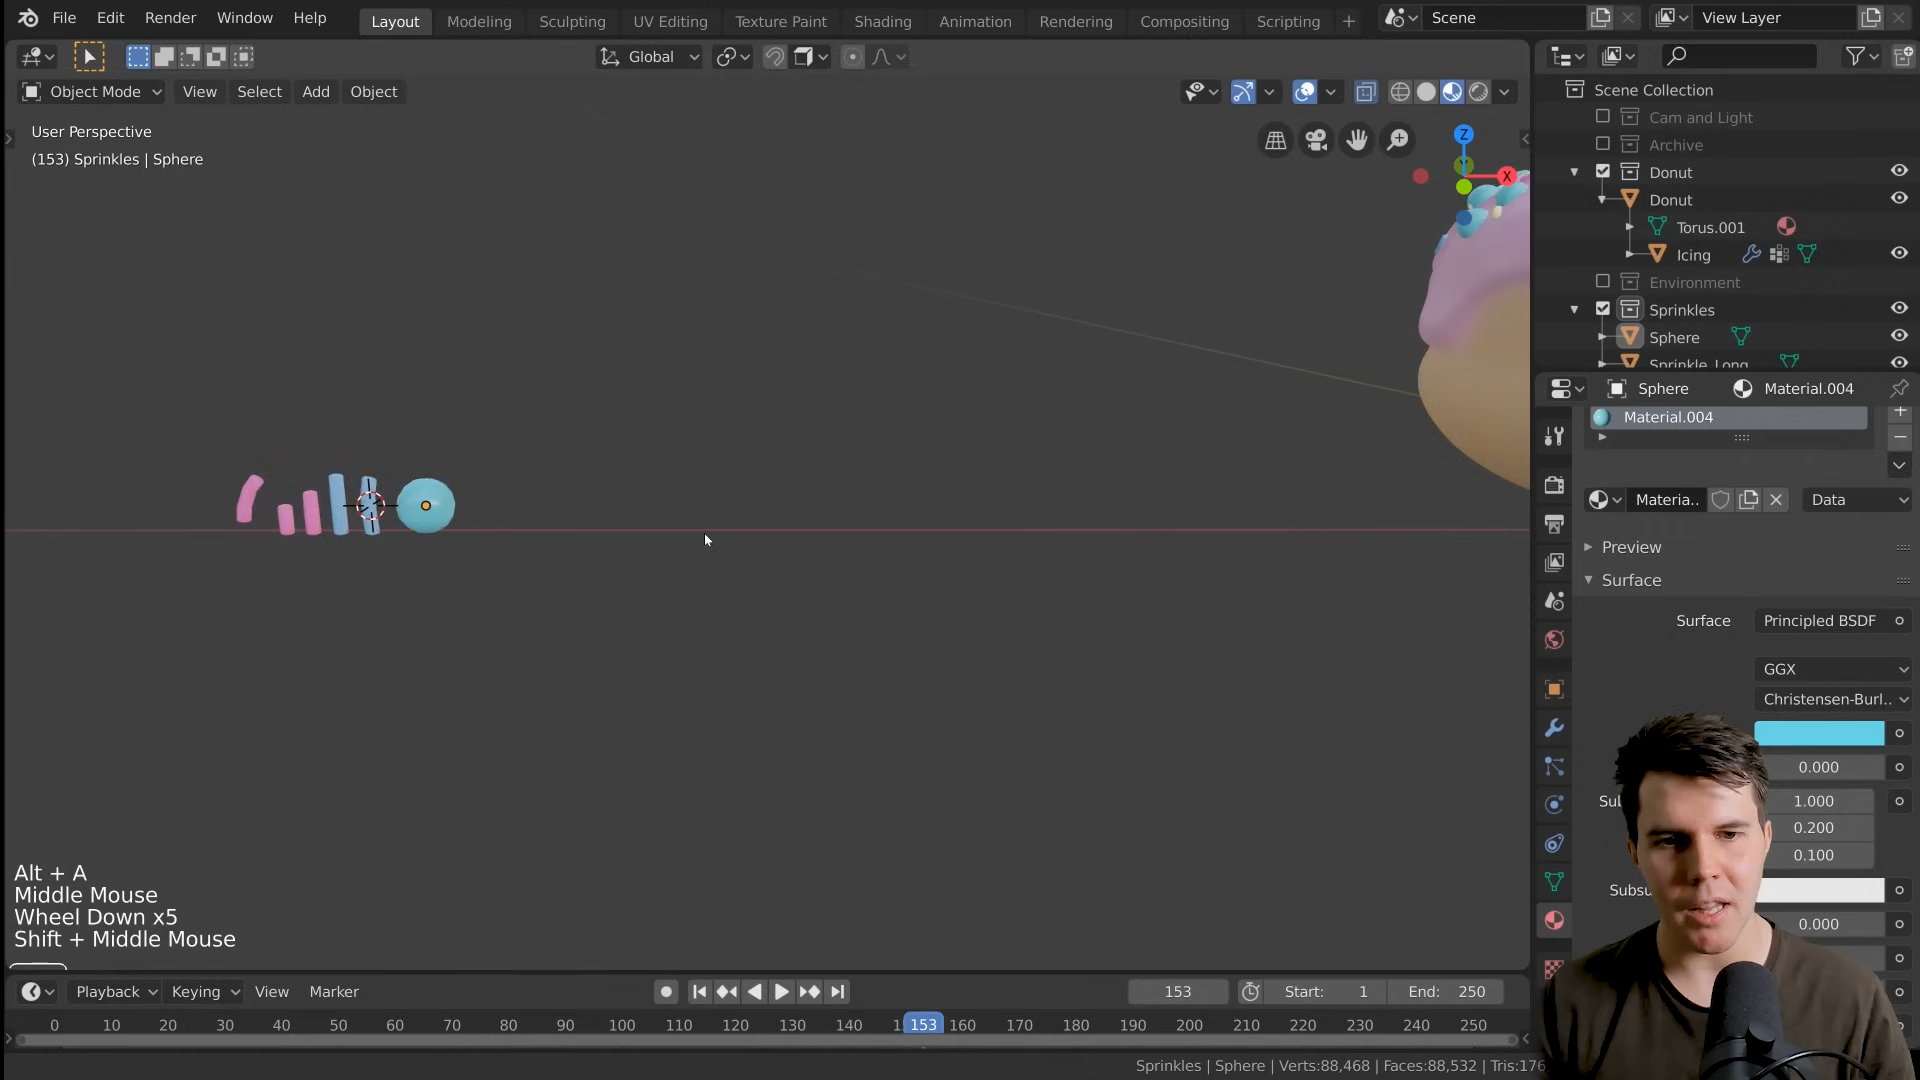 File Edit Render Window Help
Layout Modeling Sculpting UV Editing Texture Paint Shading Animation Rendering Compositing Scripting +
Scene
View Layer
Global
Object Mode View Select Add Object
User Perspective
(153) Sprinkles | Sphere
Z
X
Scene Collection
Cam and Light
Archive
Donut
Donut
Torus.001
Icing
Environment
Sprinkles
Sphere
Sprinkle_Long
Sphere Material.004
Material.004
Materia.. Data
Preview
Surface
Surface Principled BSDF
GGX
Christensen-Burl..
0.000
1.000
0.200
0.100
0.000
Alt + A
Middle Mouse
Wheel Down x5
Shift + Middle Mouse
Playback Keying View Marker
153 Start: 1 End: 250
0 10 20 30 40 50 60 70 80 90 100 110 120 130 140 153 160 170 180 190 200 210 220 230 240 250
Sprinkles | Sphere | Verts:88,468 | Faces:88,532 | Tris:176